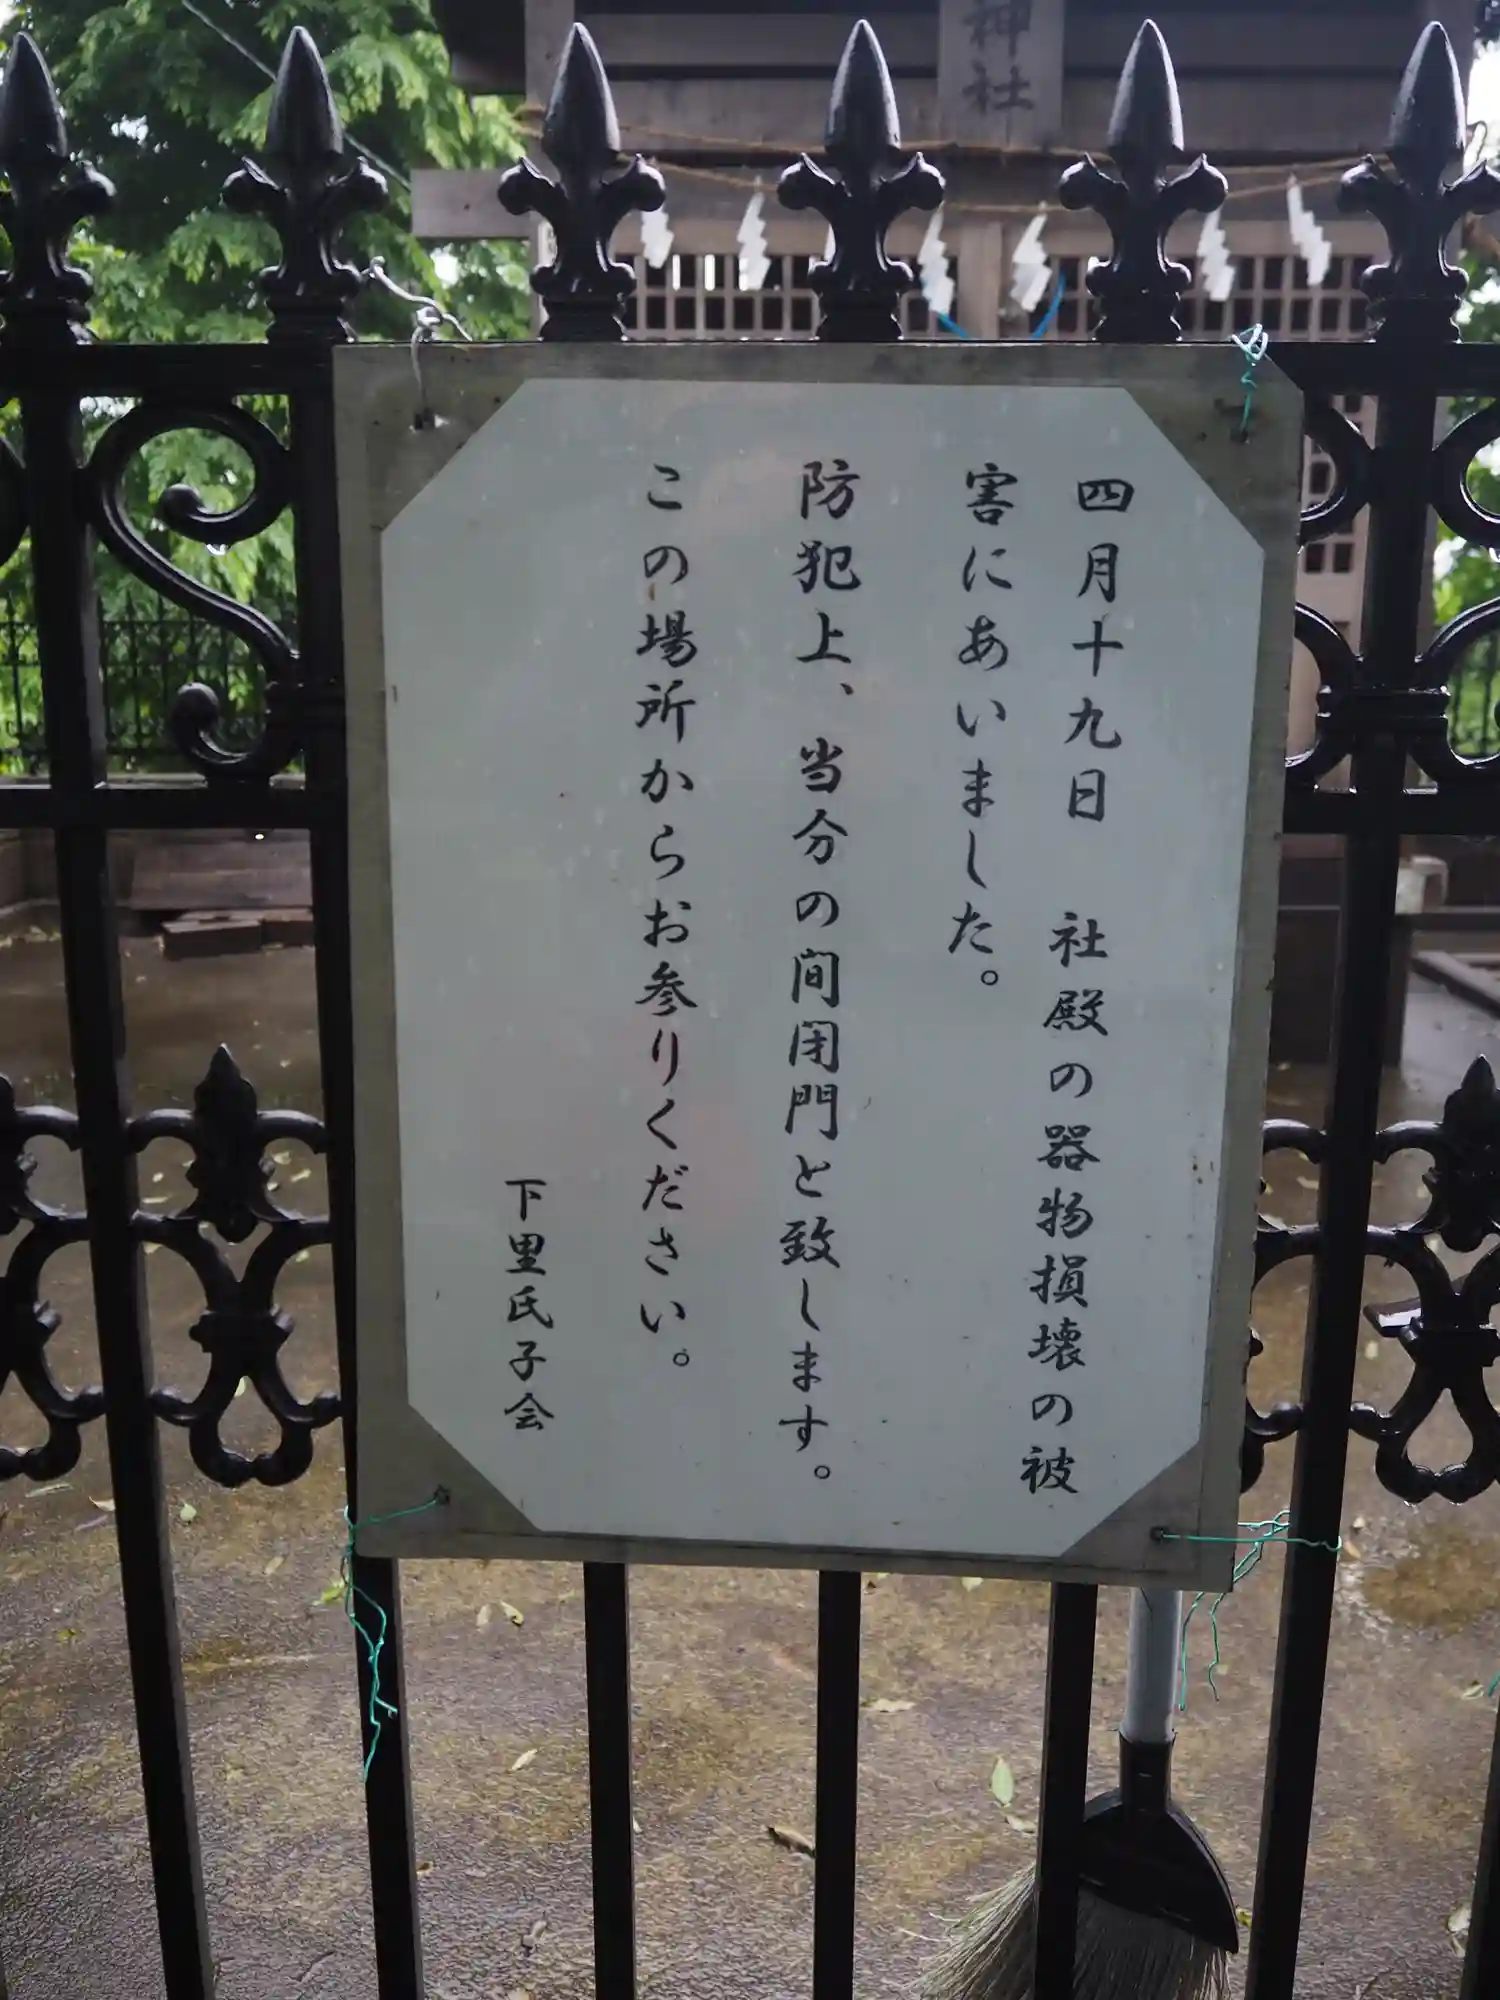 神社
四月十九日　社殿の器物損壊の被
害にあいました。
防犯上、当分の間閉門と致します。
この場所からお参りください。
下里氏子会